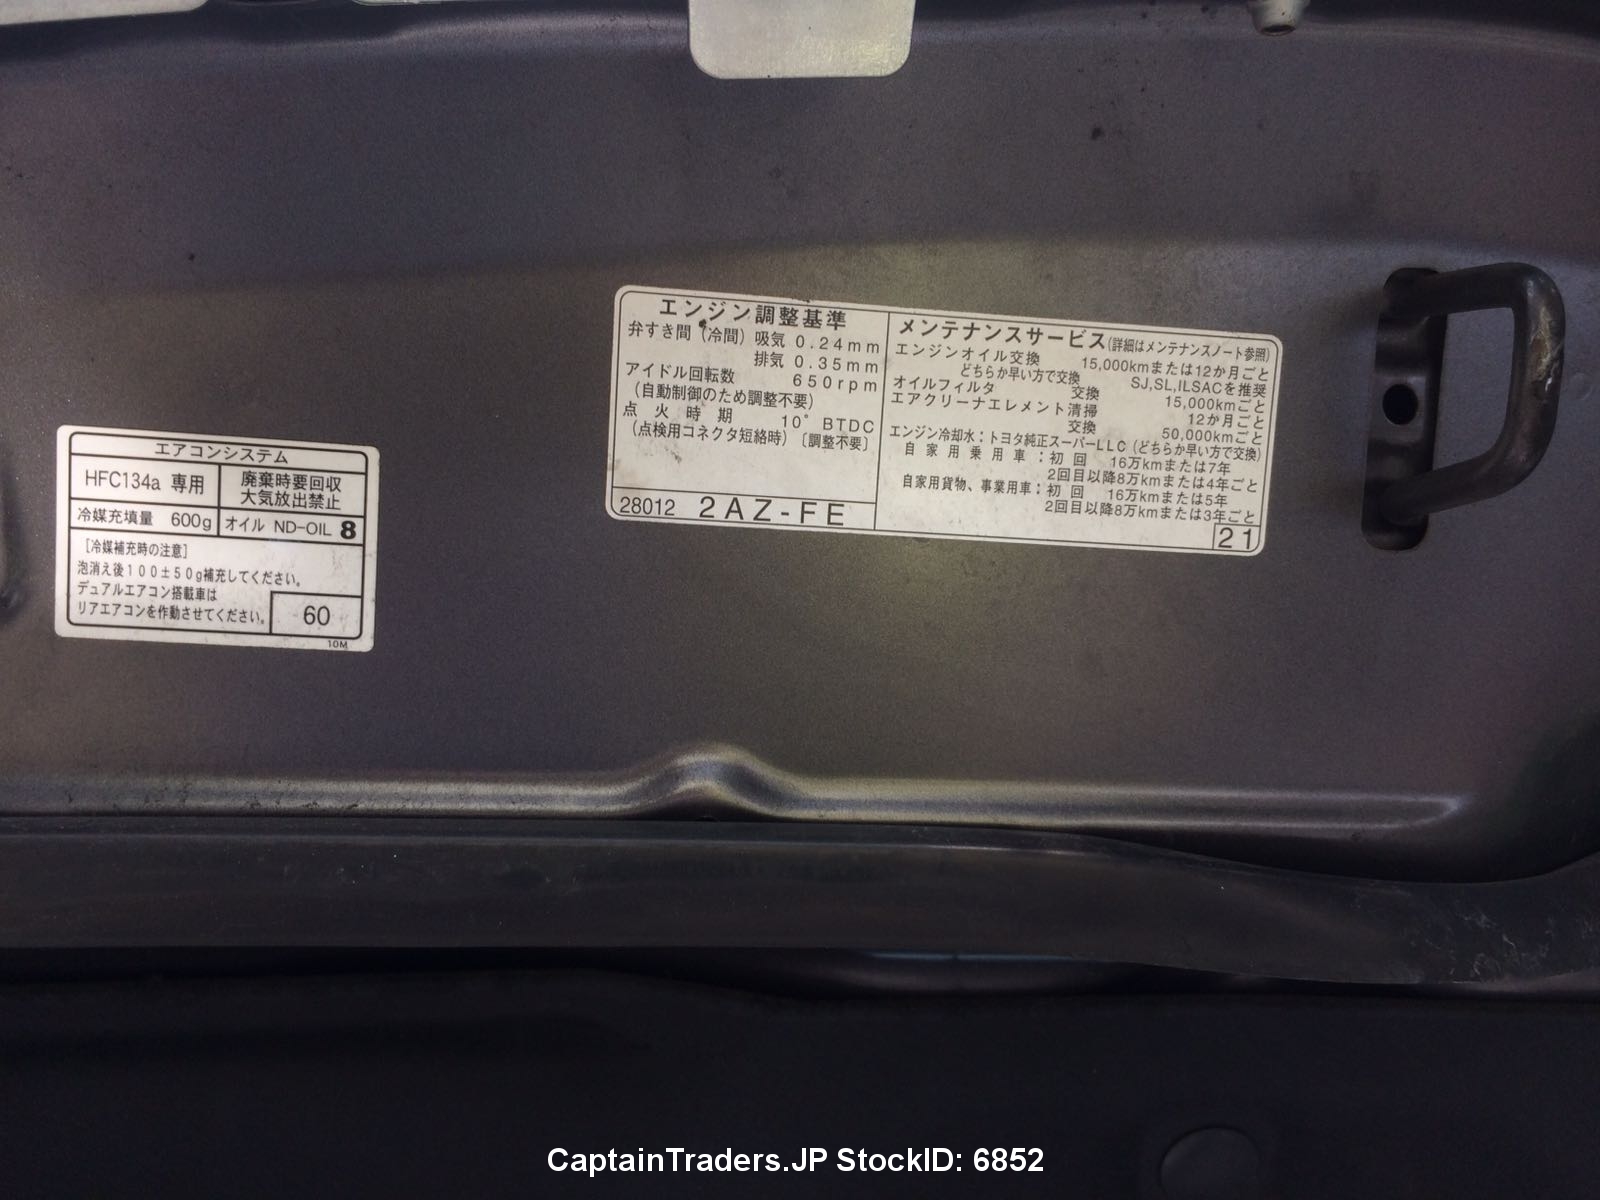 エアコンシステム
HFC134a 専用
廃棄時要回収
大気放出禁止
冷媒充填量 600g
オイル ND-OIL 8
[冷媒補充時の注意]
泡消え後100±50g補充してください。
デュアルエアコン搭載車は
リアエアコンを作動させてください。
60
10M
エンジン調整基準
弁すき間(冷間) 吸気 0.24mm
排気 0.35mm
アイドル回転数 650rpm
(自動制御のため調整不要)
点火時期 10° BTDC
(点検用コネクタ短絡時) [調整不要]
28012 2AZ-FE
メンテナンスサービス(詳細はメンテナンスノート参照)
エンジンオイル交換 15,000kmまたは12か月ごと
どちらか早い方で交換 SJ,SL,ILSACを推奨
オイルフィルタ 交換 15,000kmごと
エアクリーナエレメント清掃 12か月ごと
交換 50,000kmごと
エンジン冷却水:トヨタ純正スーパーLLC (どちらか早い方で交換)
自家用乗用車:初回 16万kmまたは7年
2回目以降8万kmまたは4年ごと
自家用貨物、事業用車:初回 16万kmまたは5年
2回目以降8万kmまたは3年ごと
21
CaptainTraders.JP StockID: 6852